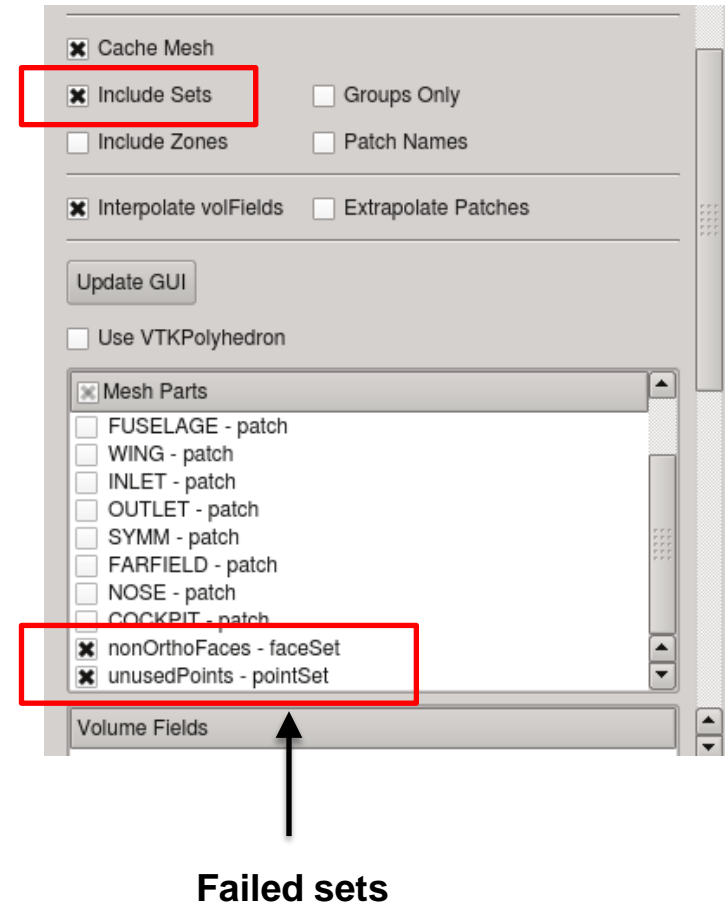 Cache Mesh
Include Sets Groups Only
Include Zones Patch Names
Interpolate volFields Extrapolate Patches
Update GUI
Use VTKPolyhedron
Mesh Parts
FUSELAGE - patch
WING - patch
INLET - patch
OUTLET - patch
SYMM - patch
FARFIELD - patch
NOSE - patch
COCKPIT - patch
nonOrthoFaces - faceSet
unusedPoints - pointSet
Volume Fields
Failed sets